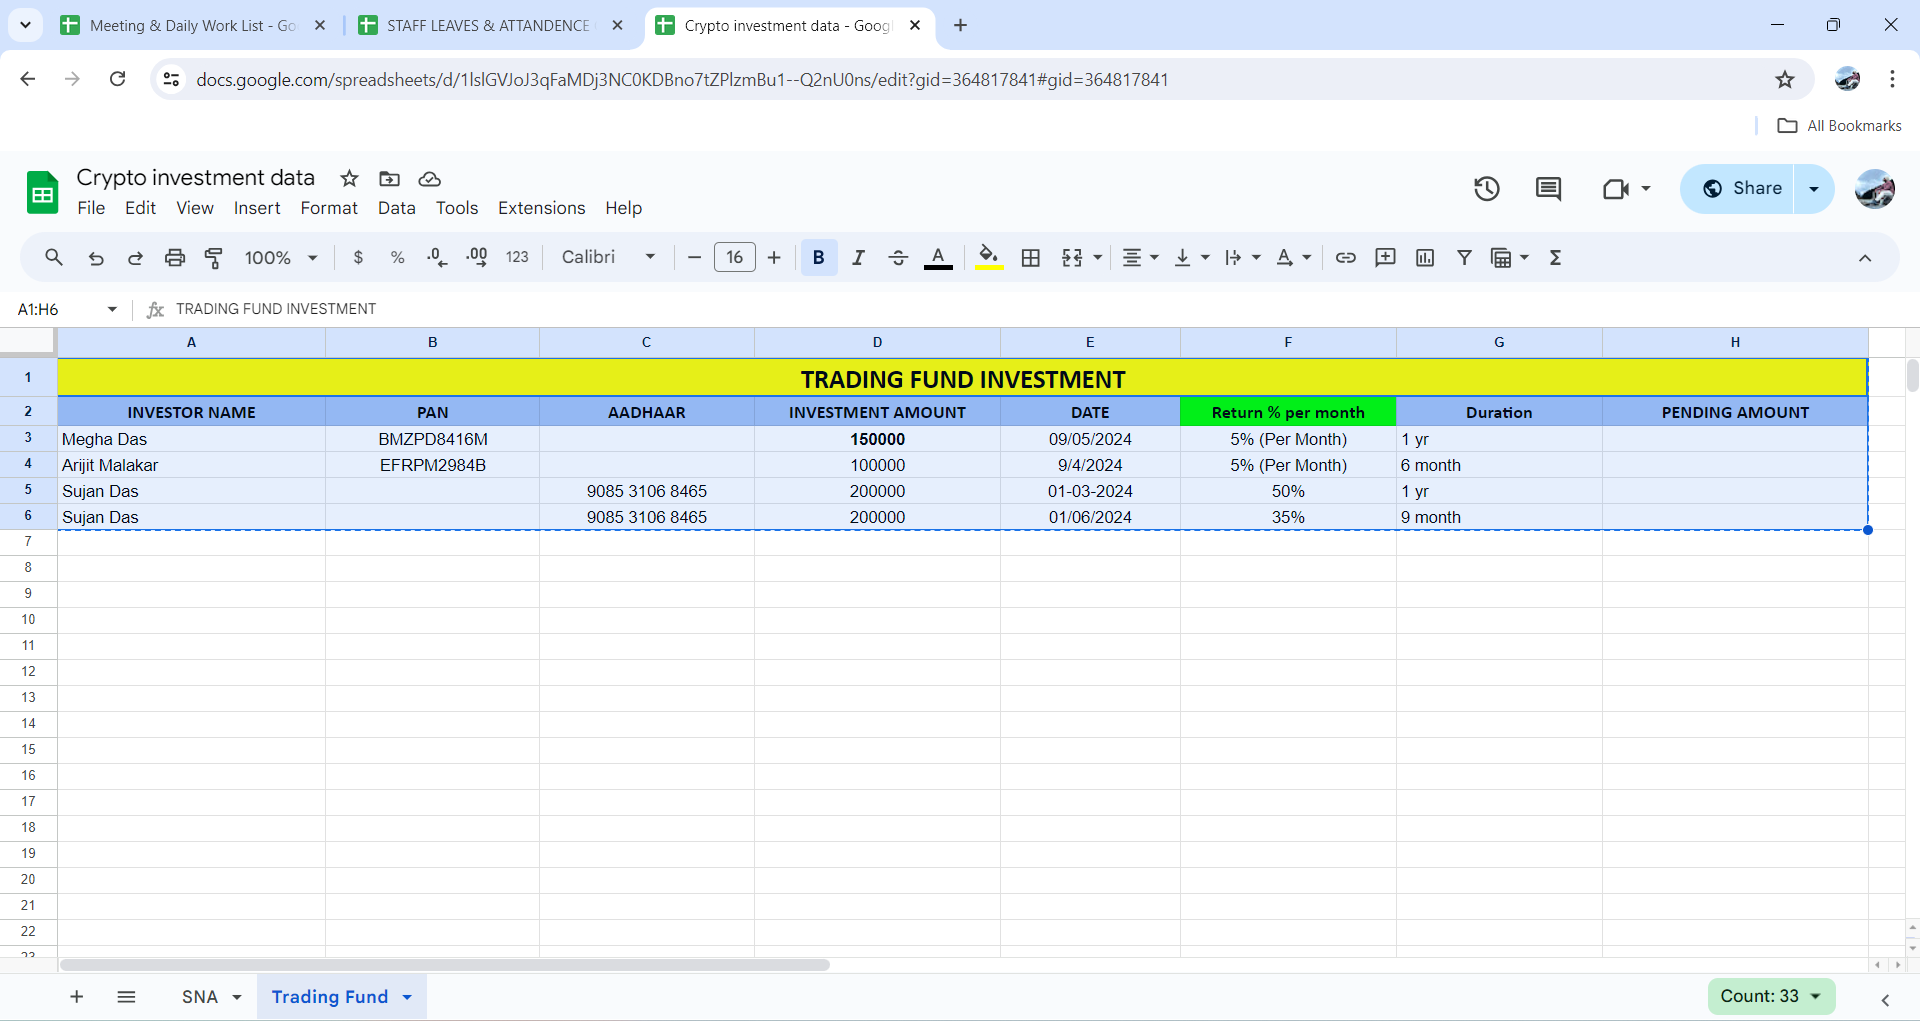 Meeting & Daily Work List - Go
STAFF LEAVES & ATTANDENCE
Crypto investment data - Goog
docs.google.com/spreadsheets/d/1lslGVJoJ3qFaMDj3NC0KDBno7tZPlzmBu1--Q2nU0ns/edit?gid=364817841#gid=364817841
All Bookmarks
Crypto investment data
File Edit View Insert Format Data Tools Extensions Help
Share
100% $ % .0 .00 123 Calibri 16 B I S A
A1:H6 fx TRADING FUND INVESTMENT
A B C D E F G H
1 TRADING FUND INVESTMENT
2 INVESTOR NAME PAN AADHAAR INVESTMENT AMOUNT DATE Return % per month Duration PENDING AMOUNT
3 Megha Das BMZPD8416M 150000 09/05/2024 5% (Per Month) 1 yr
4 Arijit Malakar EFRPM2984B 100000 9/4/2024 5% (Per Month) 6 month
5 Sujan Das 9085 3106 8465 200000 01-03-2024 50% 1 yr
6 Sujan Das 9085 3106 8465 200000 01/06/2024 35% 9 month
7
8
9
10
11
12
13
14
15
16
17
18
19
20
21
22
23
SNA Trading Fund Count: 33